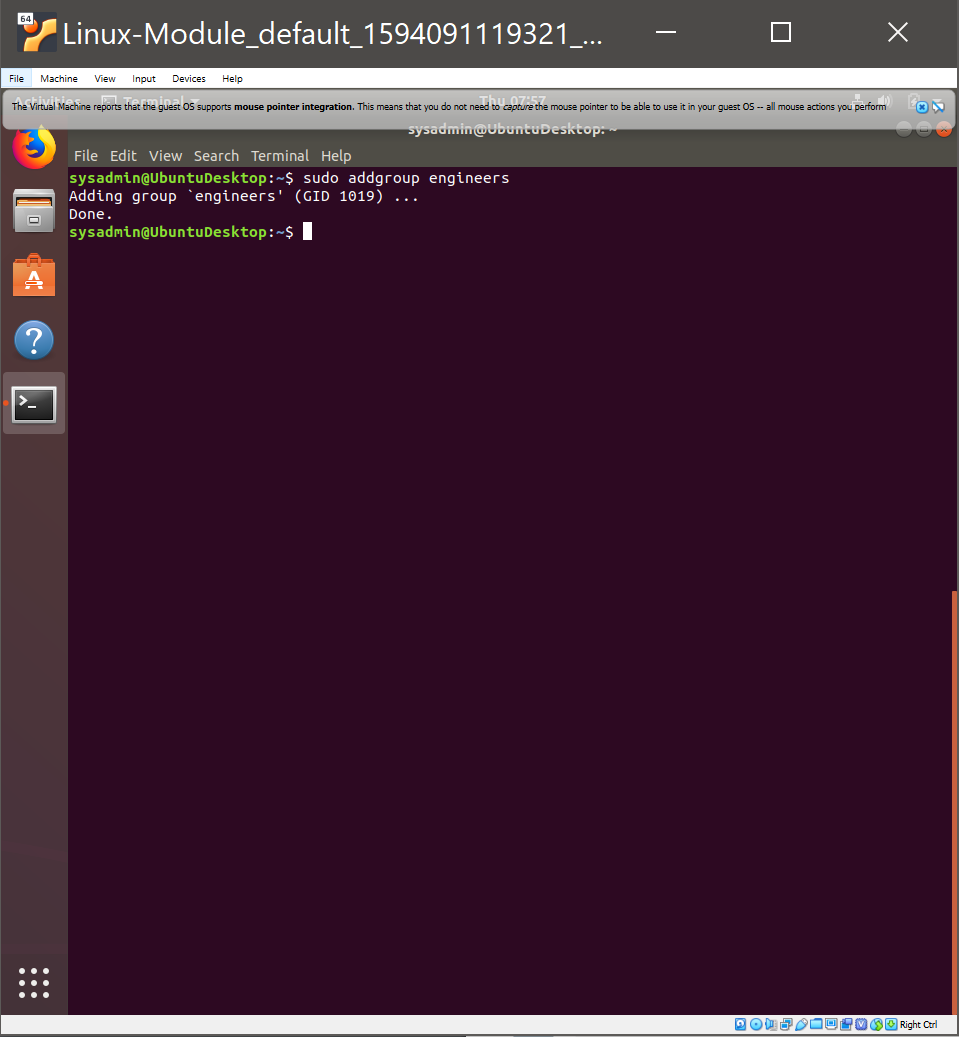 64
Linux-Module_default_1594091119321_...
File Machine View Input Devices Help
Activities Terminal Thu 07:57
The Virtual Machine reports that the guest OS supports mouse pointer integration. This means that you do not need to capture the mouse pointer to be able to use it in your guest OS -- all mouse actions you perform
sysadmin@UbuntuDesktop: ~
File Edit View Search Terminal Help
sysadmin@UbuntuDesktop:~$ sudo addgroup engineers
Adding group `engineers' (GID 1019) ...
Done.
sysadmin@UbuntuDesktop:~$
Right Ctrl